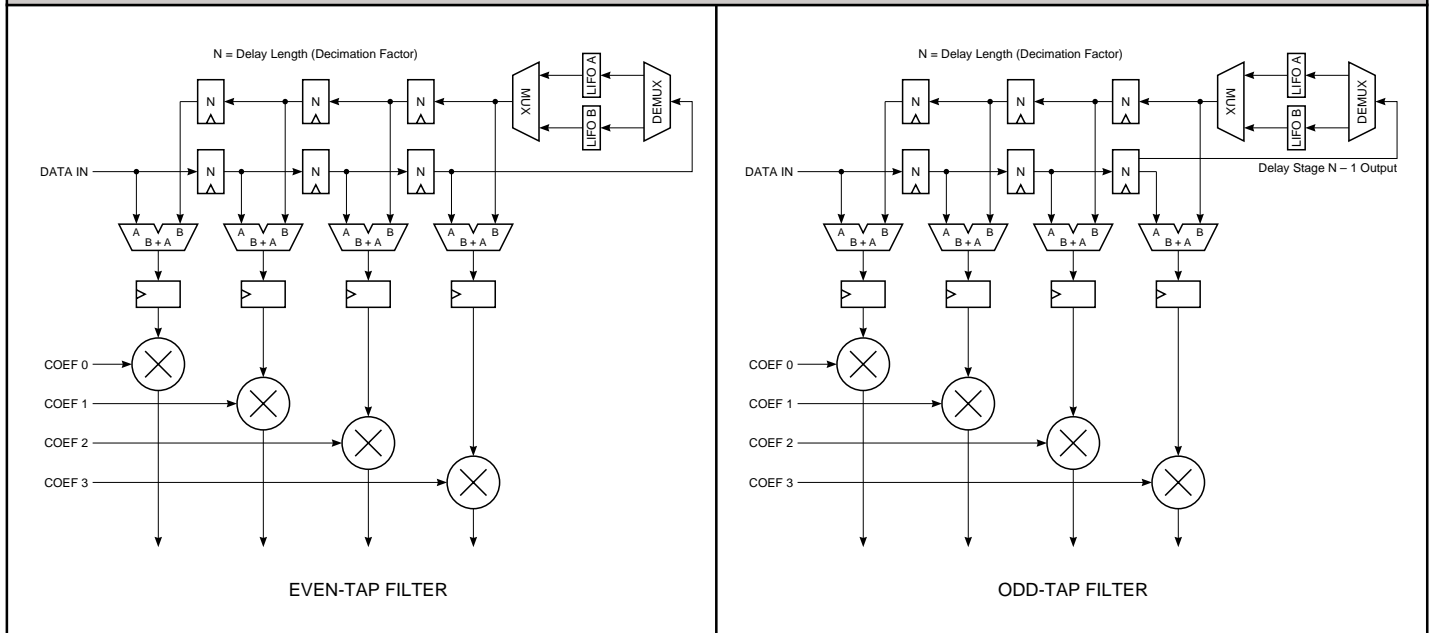 N = Delay Length (Decimation Factor)
LIFO A
MUX
DEMUX
N
N
N
LIFO B
DATA IN
N
N
N
A B
B + A
A B
B + A
A B
B + A
A B
B + A
COEF 0
COEF 1
COEF 2
COEF 3
EVEN-TAP FILTER
N = Delay Length (Decimation Factor)
LIFO A
MUX
DEMUX
N
N
N
LIFO B
DATA IN
N
N
N
Delay Stage N – 1 Output
A B
B + A
A B
B + A
A B
B + A
A B
B + A
COEF 0
COEF 1
COEF 2
COEF 3
ODD-TAP FILTER